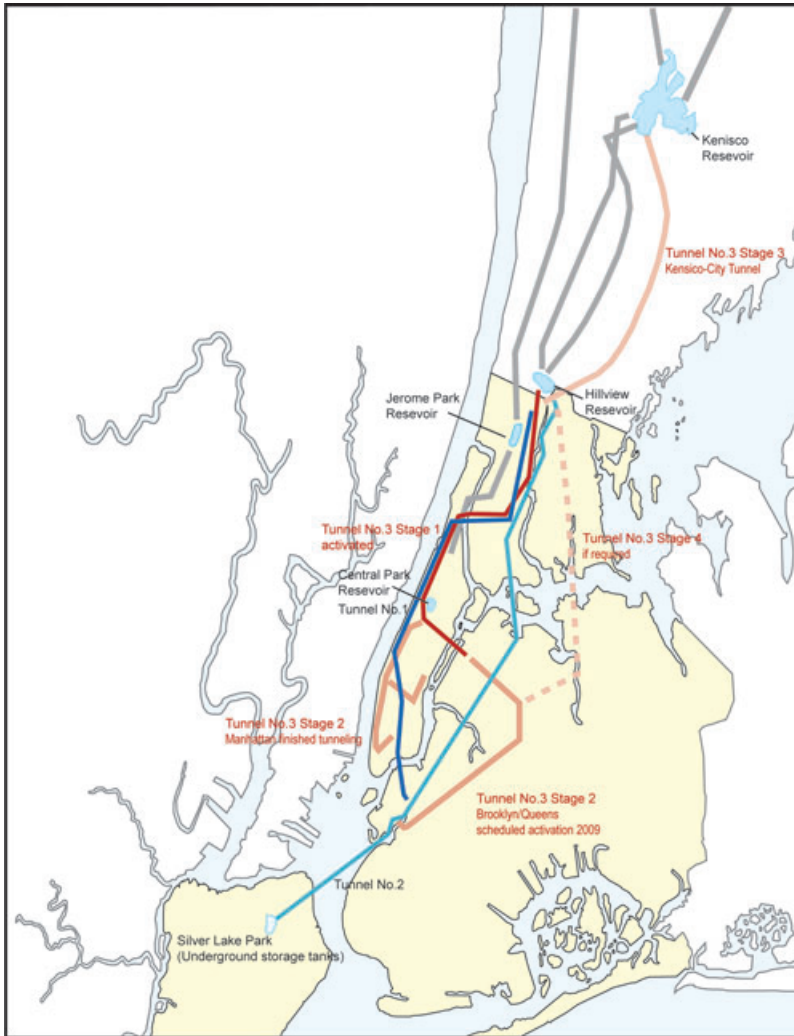 Kenisco
Resevoir
Tunnel No.3 Stage 3
Kensico-City Tunnel
Jerome Park
Resevoir
Hillview
Resevoir
Tunnel No.3 Stage 1
activated
Tunnel No.3 Stage 4
if required
Central Park
Resevoir
Tunnel No.1
Tunnel No.3 Stage 2
Manhattan finished tunneling
Tunnel No.3 Stage 2
Brooklyn/Queens
scheduled activation 2009
Tunnel No.2
Silver Lake Park
(Underground storage tanks)